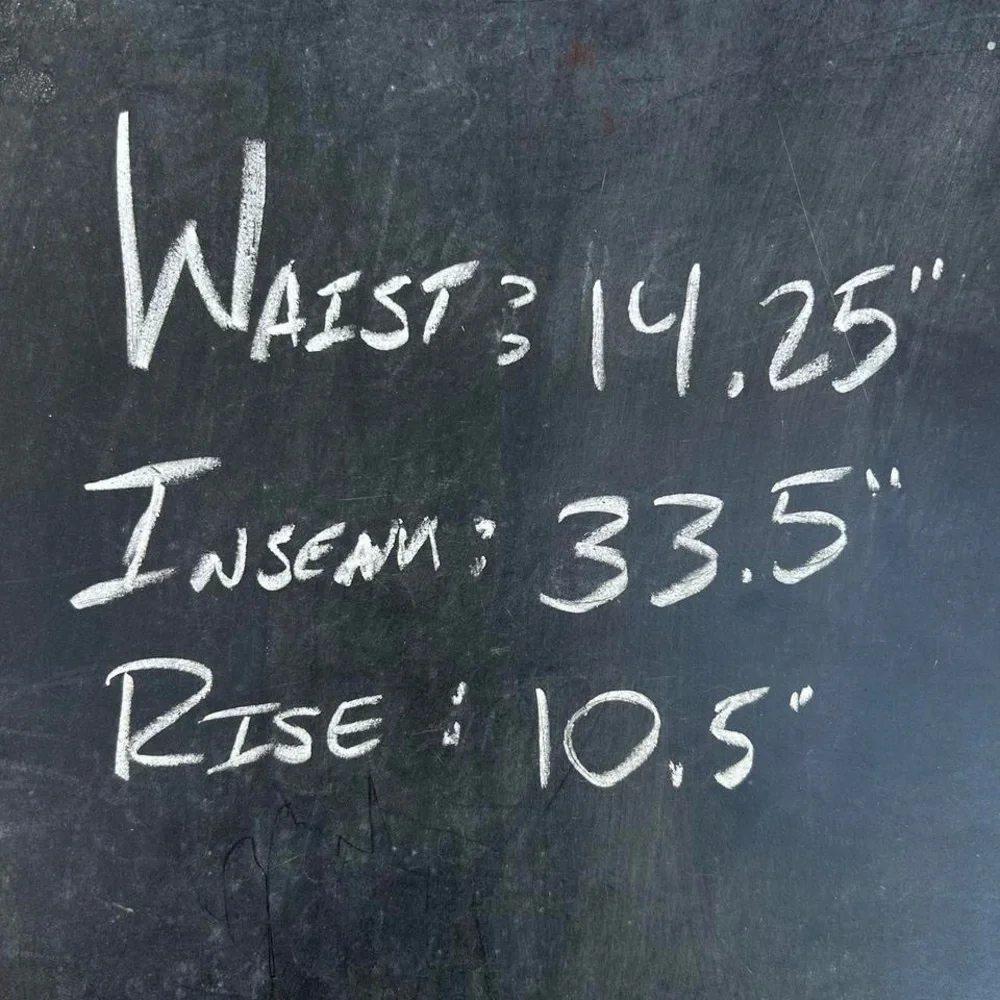 WAIST: 14.25"
INSEAM: 33.5"
RISE: 10.5"